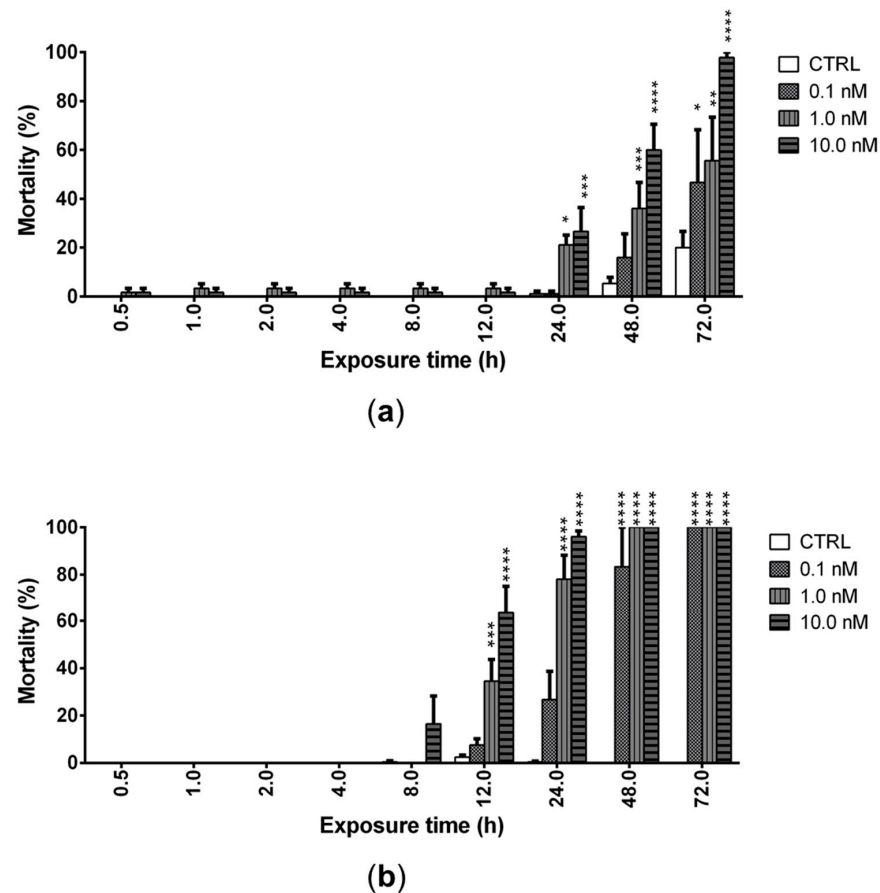 ****
100
80
60
40
20
0
Mortality (%)
* *** *** **** * **
CTRL
0.1 nM
1.0 nM
10.0 nM
0.5 1.0 2.0 4.0 8.0 12.0 24.0 48.0 72.0
Exposure time (h)
(a)
*** **** **** **** **** **** **** **** **** ****
100
80
60
40
20
0
Mortality (%)
CTRL
0.1 nM
1.0 nM
10.0 nM
0.5 1.0 2.0 4.0 8.0 12.0 24.0 48.0 72.0
Exposure time (h)
(b)